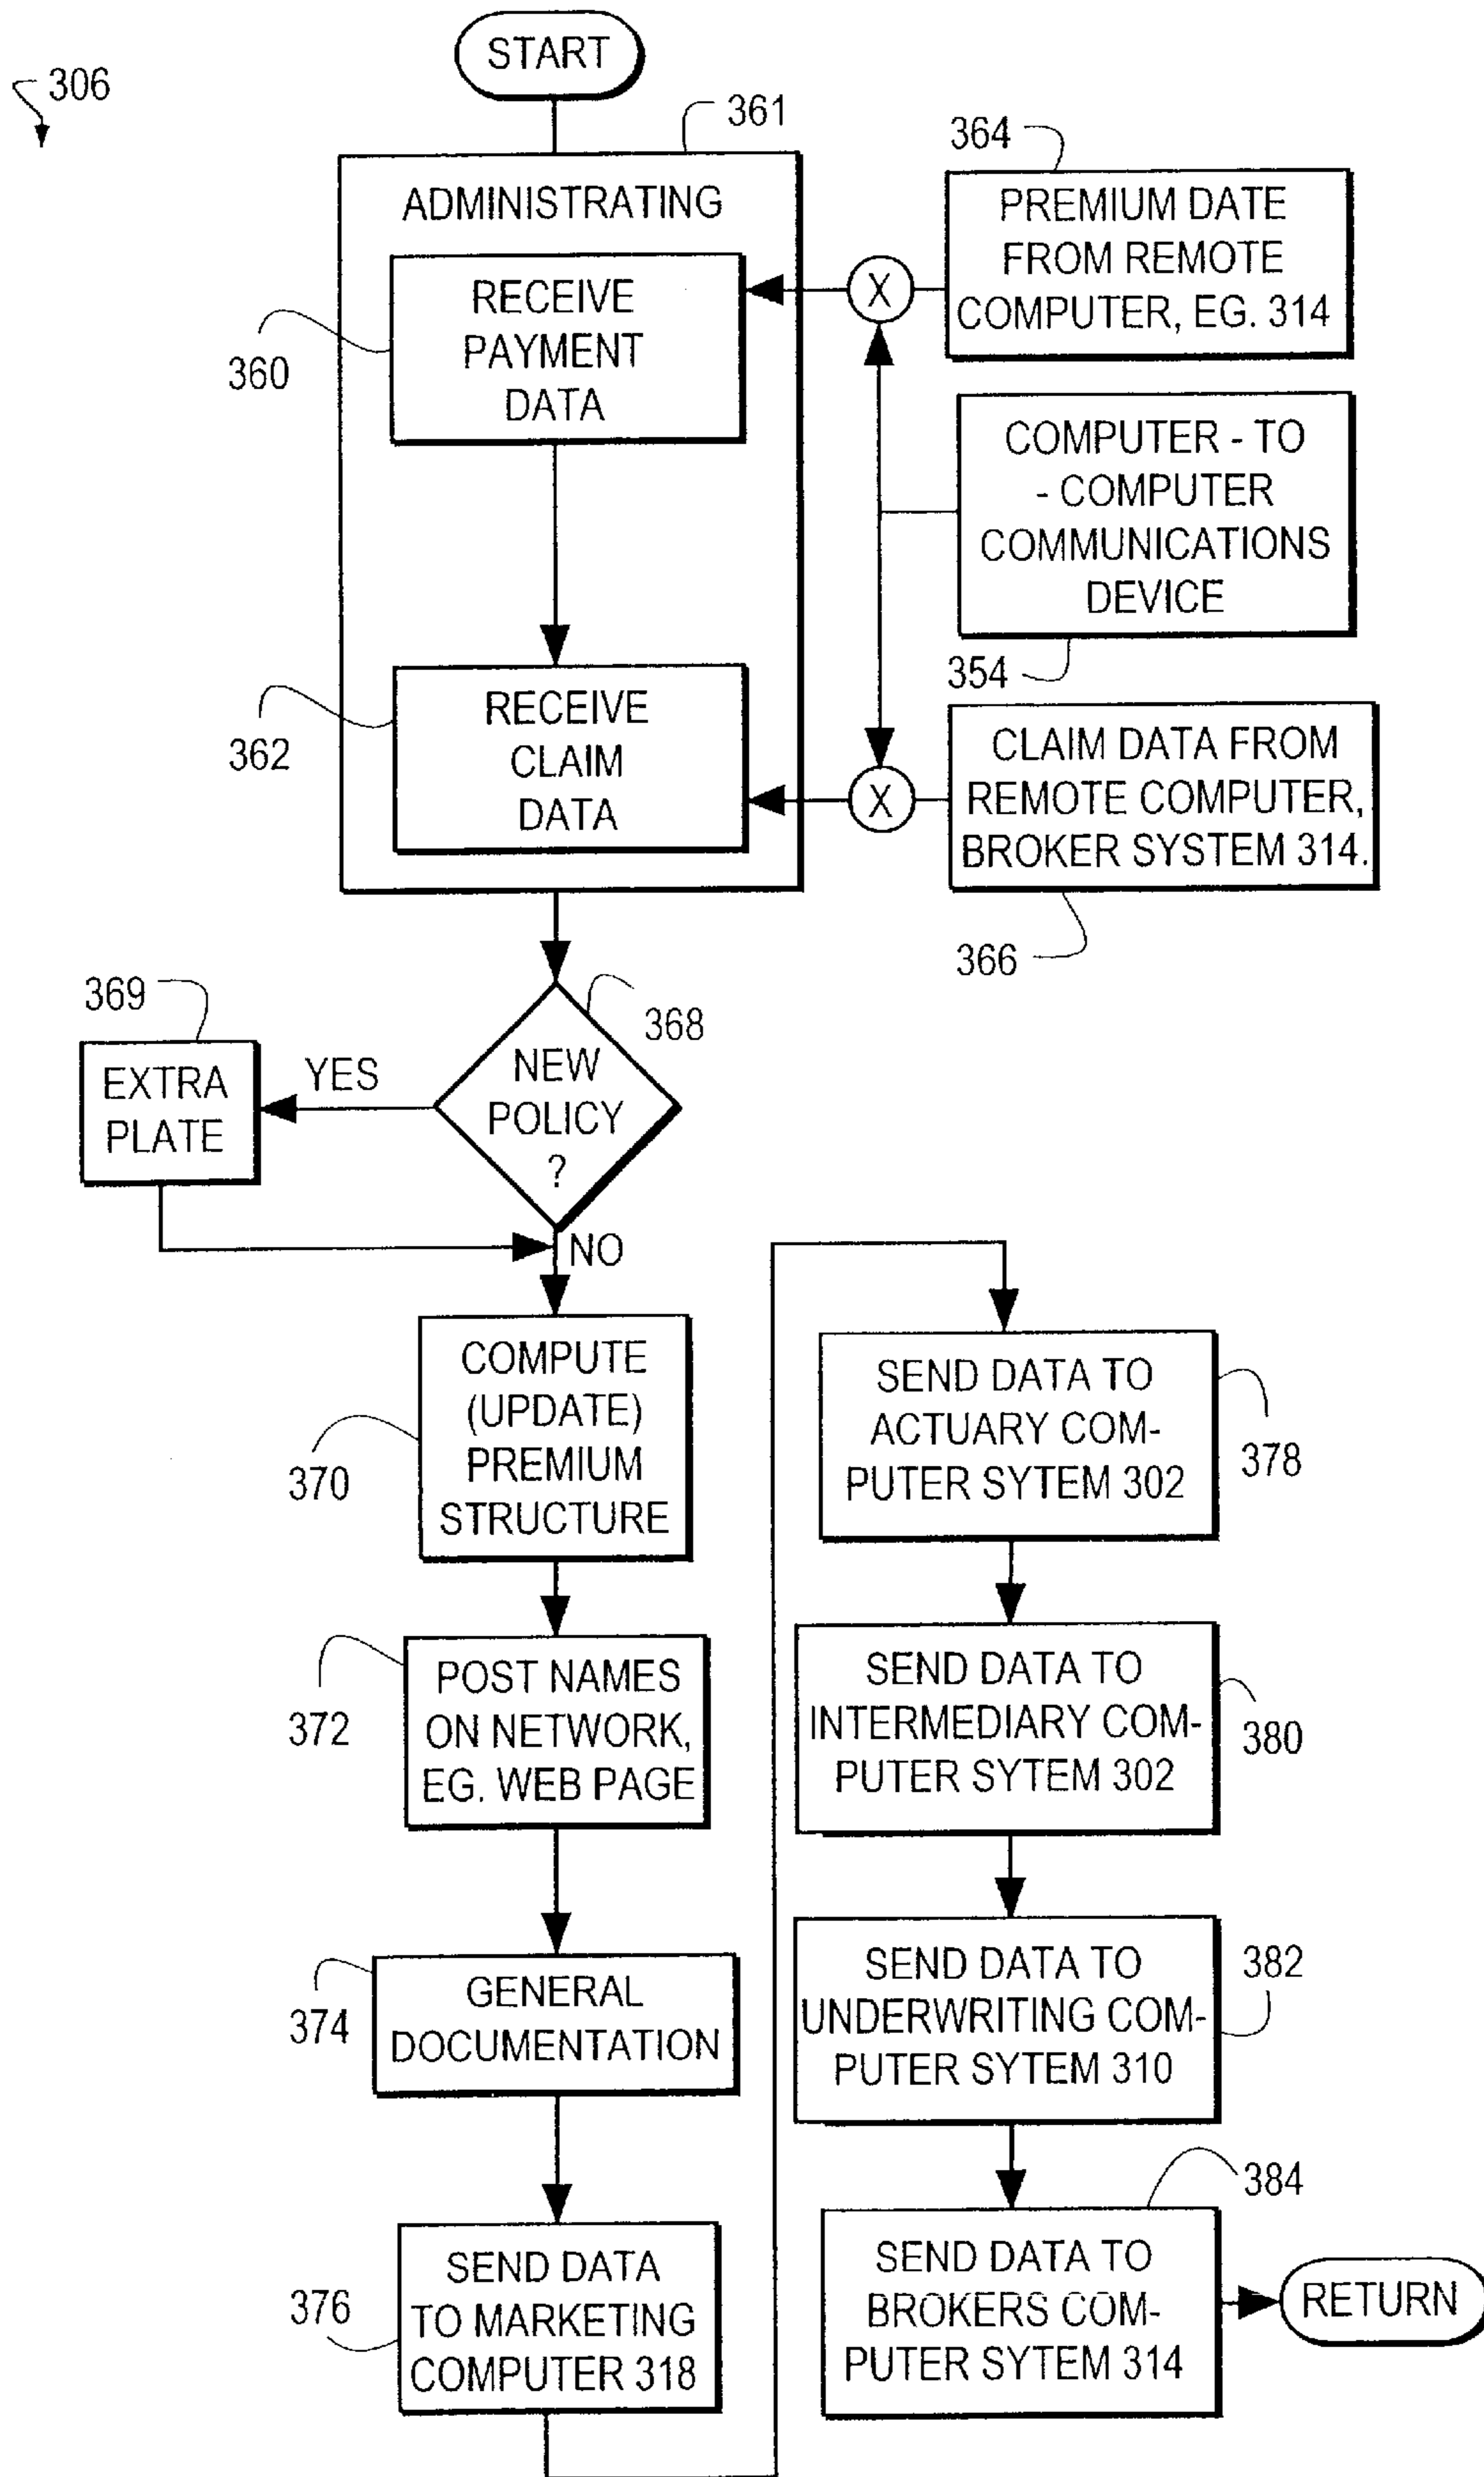 START
306
361
ADMINISTRATING
364
PREMIUM DATE
FROM REMOTE
COMPUTER, EG. 314
X
RECEIVE
PAYMENT
DATA
360
COMPUTER - TO
- COMPUTER
COMMUNICATIONS
DEVICE
354
RECEIVE
CLAIM
DATA
362
X
CLAIM DATA FROM
REMOTE COMPUTER,
BROKER SYSTEM 314.
366
369
368
NEW
POLICY
?
YES
EXTRA
PLATE
NO
COMPUTE
(UPDATE)
PREMIUM
STRUCTURE
370
POST NAMES
ON NETWORK,
EG. WEB PAGE
372
GENERAL
DOCUMENTATION
374
SEND DATA
TO MARKETING
COMPUTER 318
376
SEND DATA TO
ACTUARY COM-
PUTER SYTEM 302
378
SEND DATA TO
INTERMEDIARY COM-
PUTER SYTEM 302
380
SEND DATA TO
UNDERWRITING COM-
PUTER SYTEM 310
382
384
SEND DATA TO
BROKERS COM-
PUTER SYTEM 314
RETURN